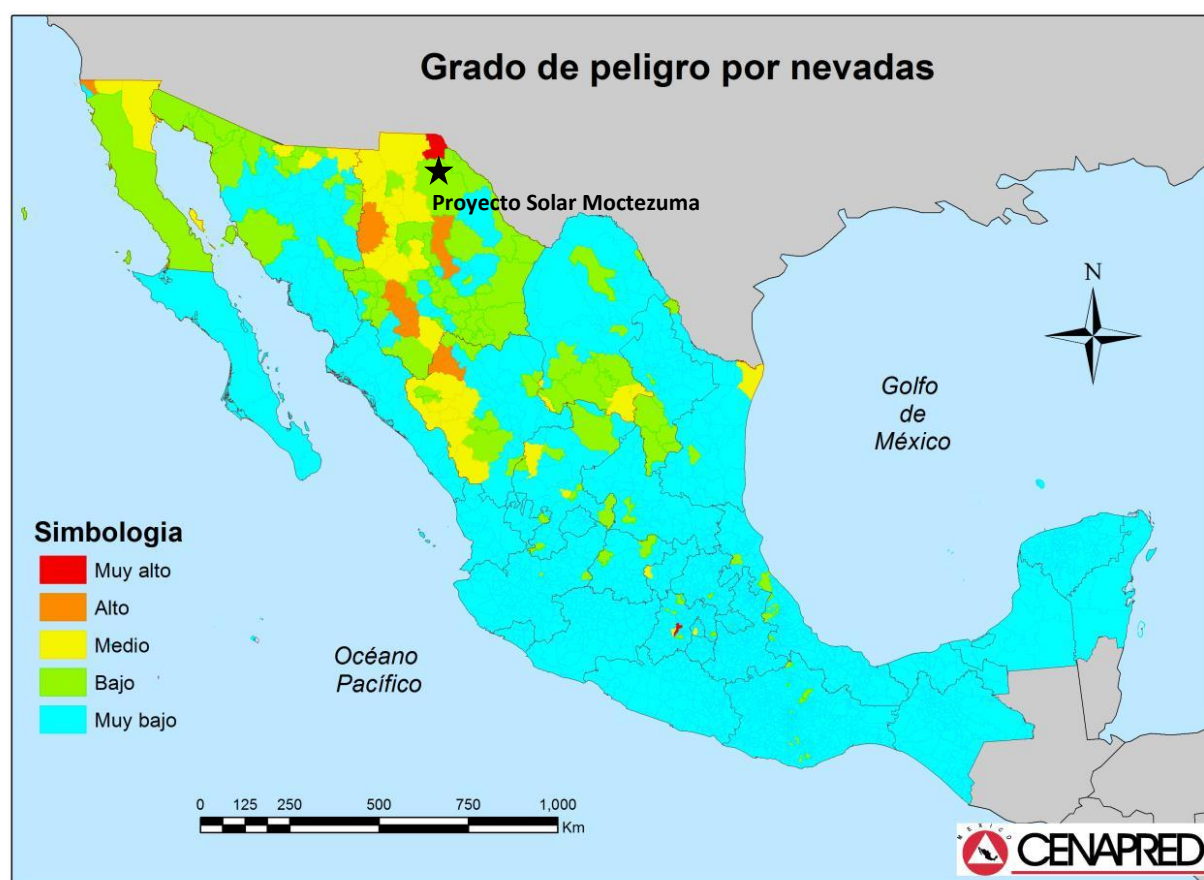 Grado de peligro por nevadas
Proyecto Solar Moctezuma
N
Golfo
de
México
Simbologia
Muy alto
Alto
Medio
Bajo
Muy bajo
Océano
Pacífico
0 125 250 500 750 1,000
Km
MEXICO
CENAPRED